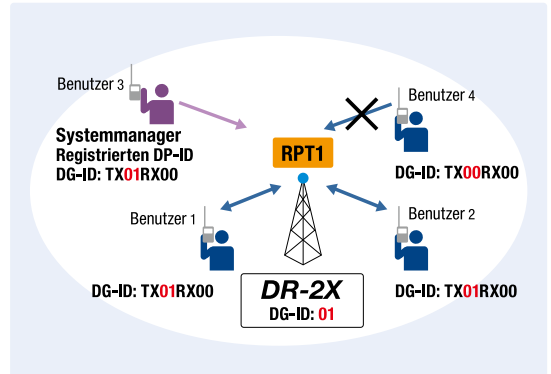 Benutzer 3
Systemmanager
Registrierten DP-ID
DG-ID: TX01RX00
Benutzer 4
DG-ID: TX00RX00
RPT1
Benutzer 1
DG-ID: TX01RX00
Benutzer 2
DG-ID: TX01RX00
DR-2X
DG-ID: 01